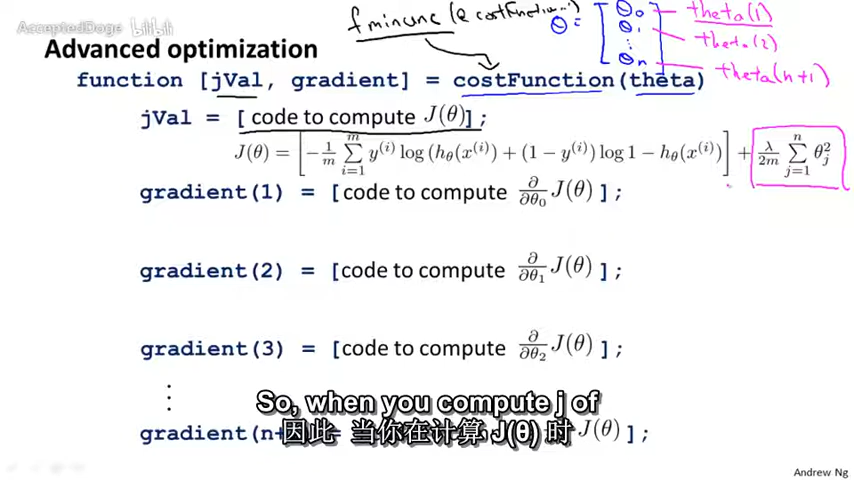 AcceptedDoge bilibili
fminunc (@costFunction...)
Θ = [Θ₀ Θ₁ ⋮ Θₙ]
theta(1)
theta(2)
theta(n+1)
Advanced optimization
function [jVal, gradient] = costFunction(theta)
jVal = [ code to compute J(θ) ];
J(θ) = [ -1/m ∑_{i=1}^{m} y^{(i)} log (h_θ(x^{(i)}) + (1 - y^{(i)}) log 1 - h_θ(x^{(i)}) ] + λ/2m ∑_{j=1}^{n} θ_j^2
gradient(1) = [code to compute ∂/∂θ₀ J(θ) ];
gradient(2) = [code to compute ∂/∂θ₁ J(θ) ];
gradient(3) = [code to compute ∂/∂θ₂ J(θ) ];
⋮
gradient(n+ J(θ) ];
So, when you compute j of
因此 当你在计算 J(θ) 时
Andrew Ng